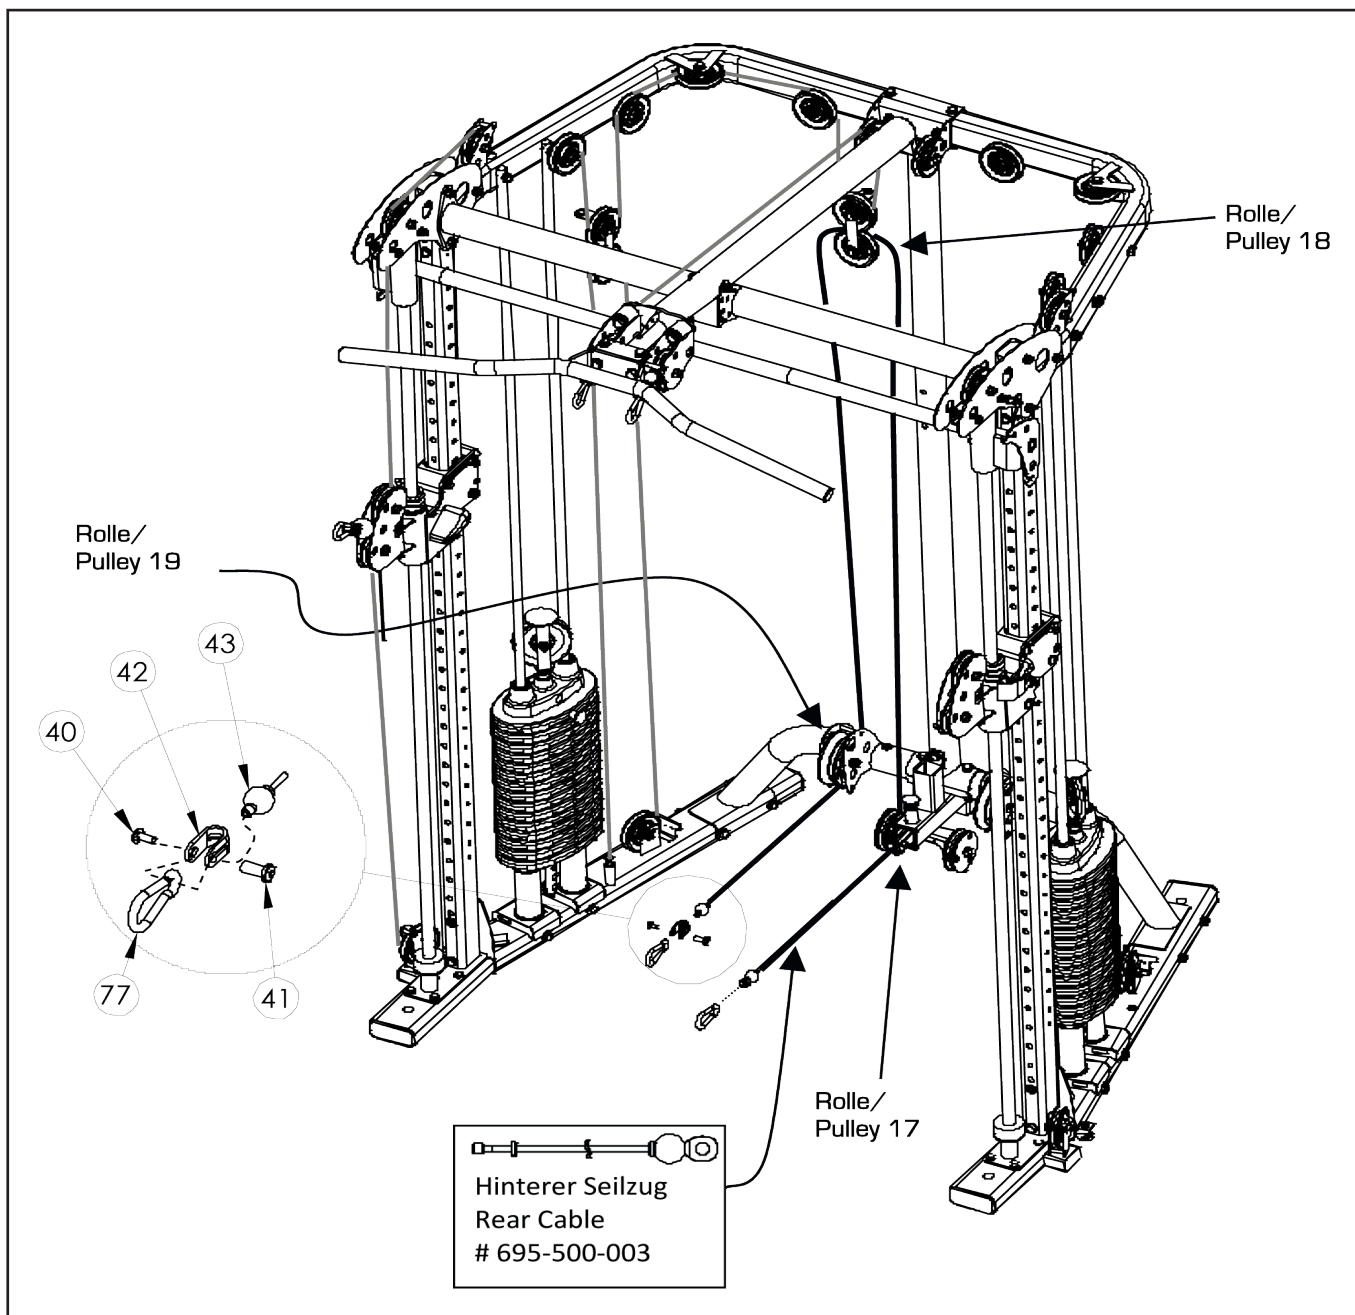 Rolle/
Pulley 18
Rolle/
Pulley 19
43
42
40
77
41
Rolle/
Pulley 17
Hinterer Seilzug
Rear Cable
# 695-500-003